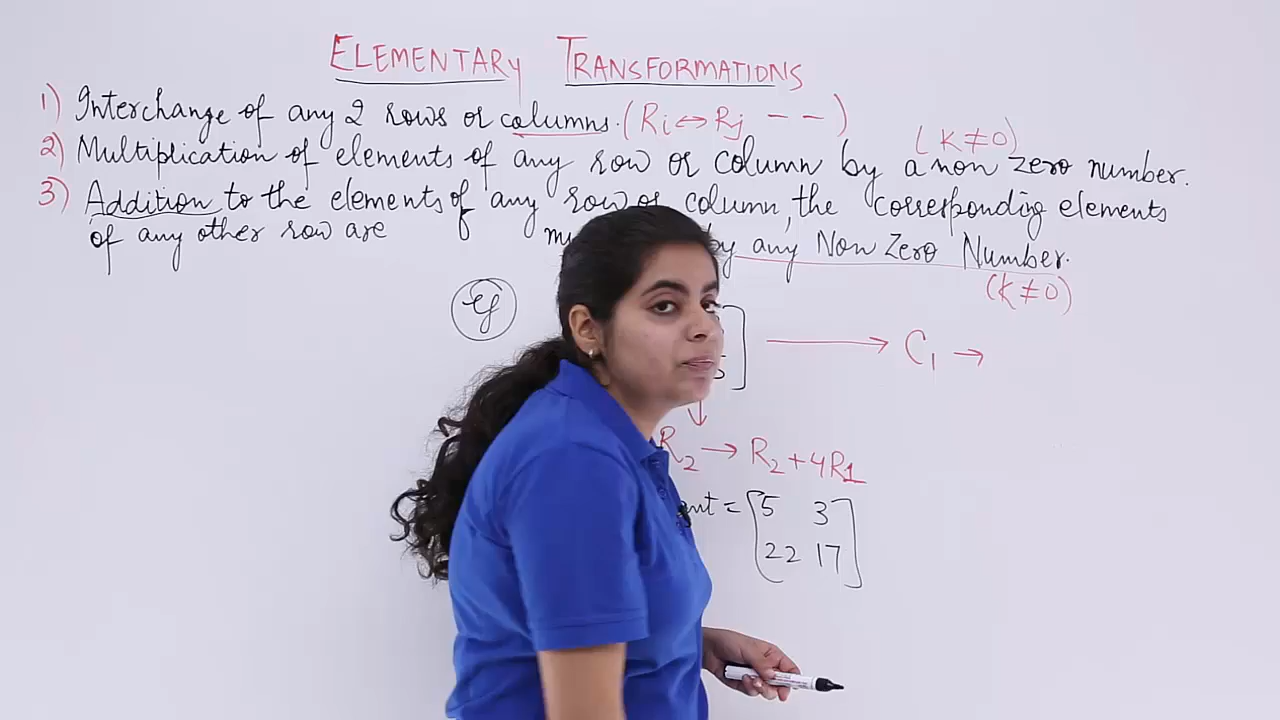 ELEMENTARY TRANSFORMATIONS
1) Interchange of any 2 rows or columns. (Ri ↔ Rj - - )
(K ≠ 0)
2) Multiplication of elements of any row or column by a non zero number.
3) Addition to the elements of any row or column, the corresponding elements
of any other row are by any Non Zero Number.
(K ≠ 0)
Eg
→ C1 →
↓
R2 → R2 + 4R1
= [5 3
22 17]